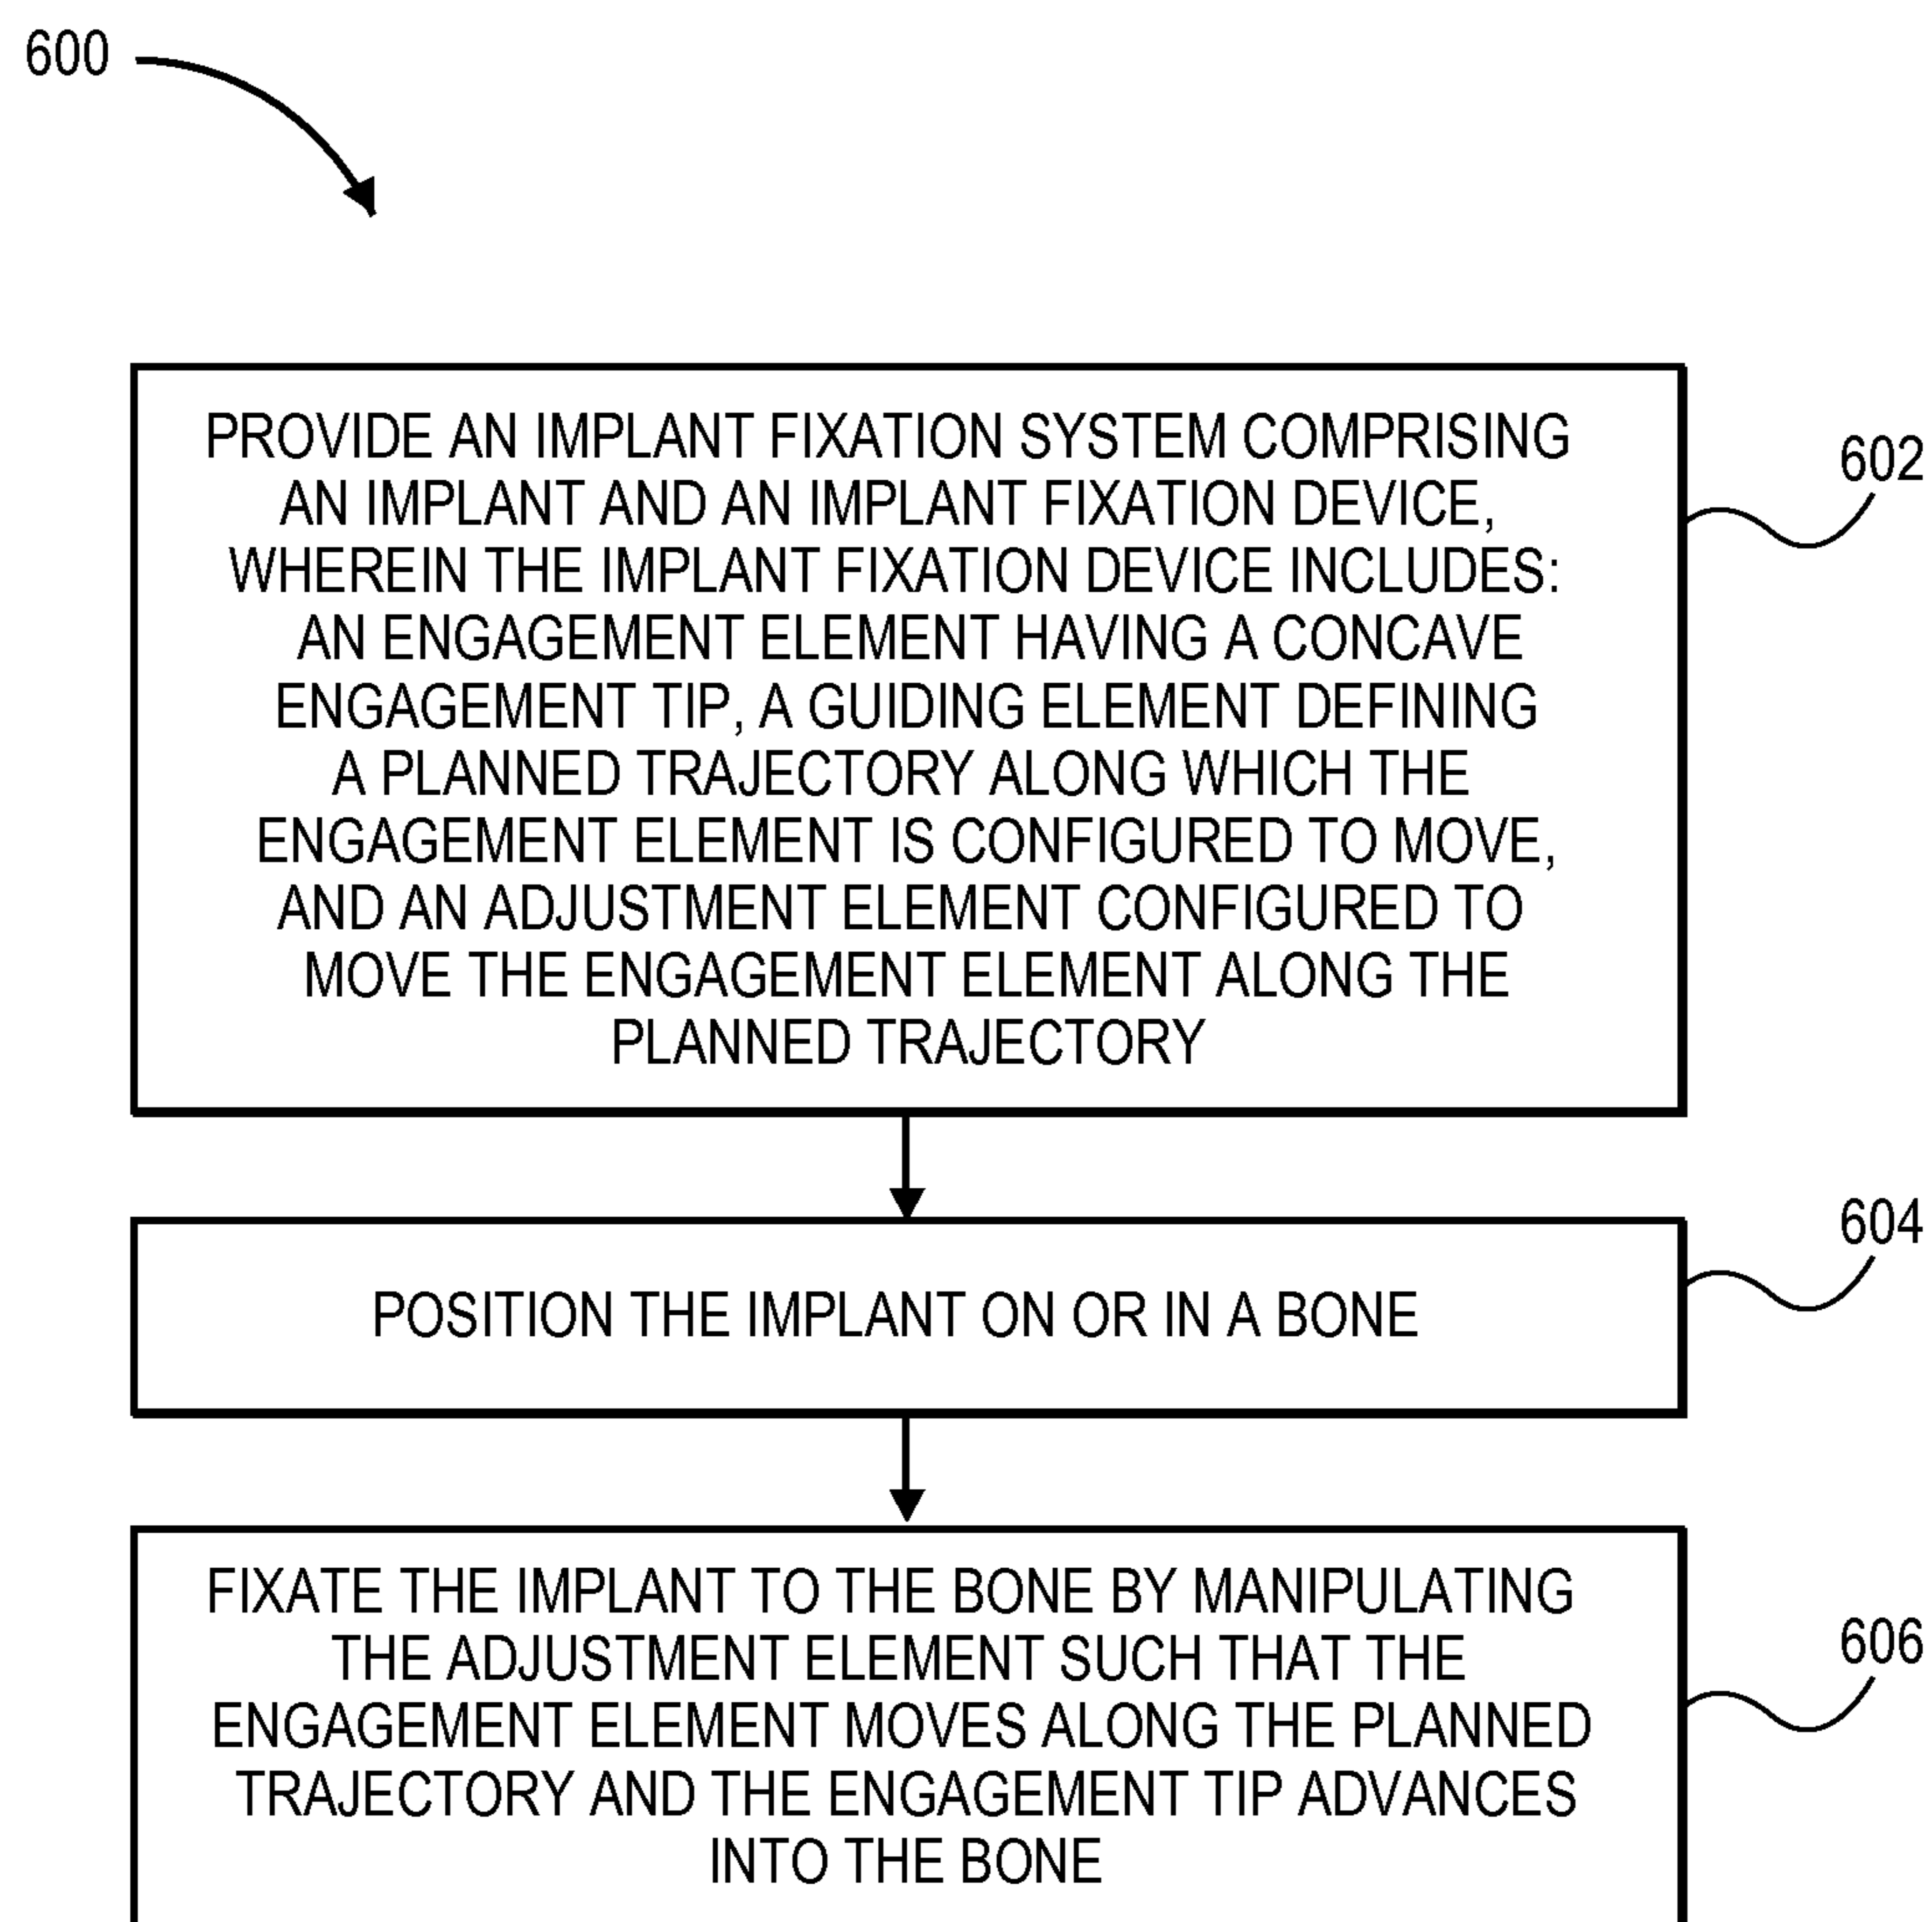 600
PROVIDE AN IMPLANT FIXATION SYSTEM COMPRISING
AN IMPLANT AND AN IMPLANT FIXATION DEVICE,
WHEREIN THE IMPLANT FIXATION DEVICE INCLUDES:
AN ENGAGEMENT ELEMENT HAVING A CONCAVE
ENGAGEMENT TIP, A GUIDING ELEMENT DEFINING
A PLANNED TRAJECTORY ALONG WHICH THE
ENGAGEMENT ELEMENT IS CONFIGURED TO MOVE,
AND AN ADJUSTMENT ELEMENT CONFIGURED TO
MOVE THE ENGAGEMENT ELEMENT ALONG THE
PLANNED TRAJECTORY
602
POSITION THE IMPLANT ON OR IN A BONE
604
FIXATE THE IMPLANT TO THE BONE BY MANIPULATING
THE ADJUSTMENT ELEMENT SUCH THAT THE
ENGAGEMENT ELEMENT MOVES ALONG THE PLANNED
TRAJECTORY AND THE ENGAGEMENT TIP ADVANCES
INTO THE BONE
606